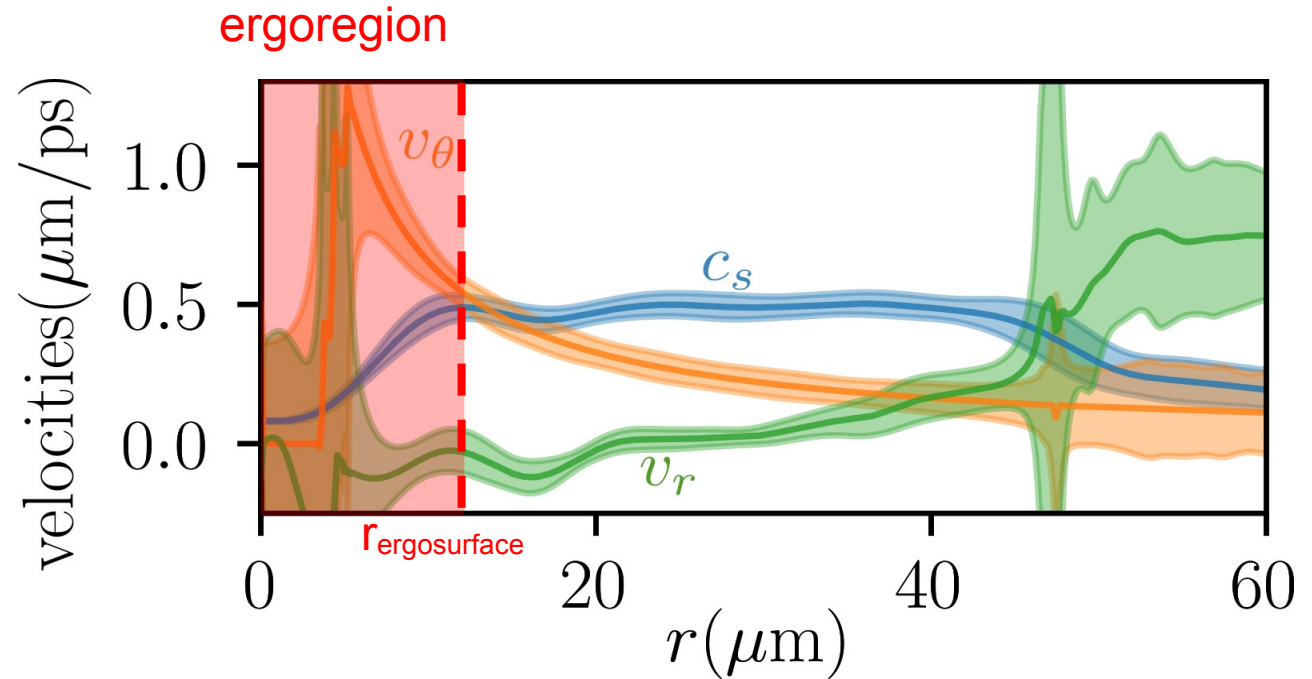 ergoregion
velocities(μm/ps)
1.0
0.5
0.0
v_θ
c_s
v_r
r_ergosurface
0 20 40 60
r(μm)